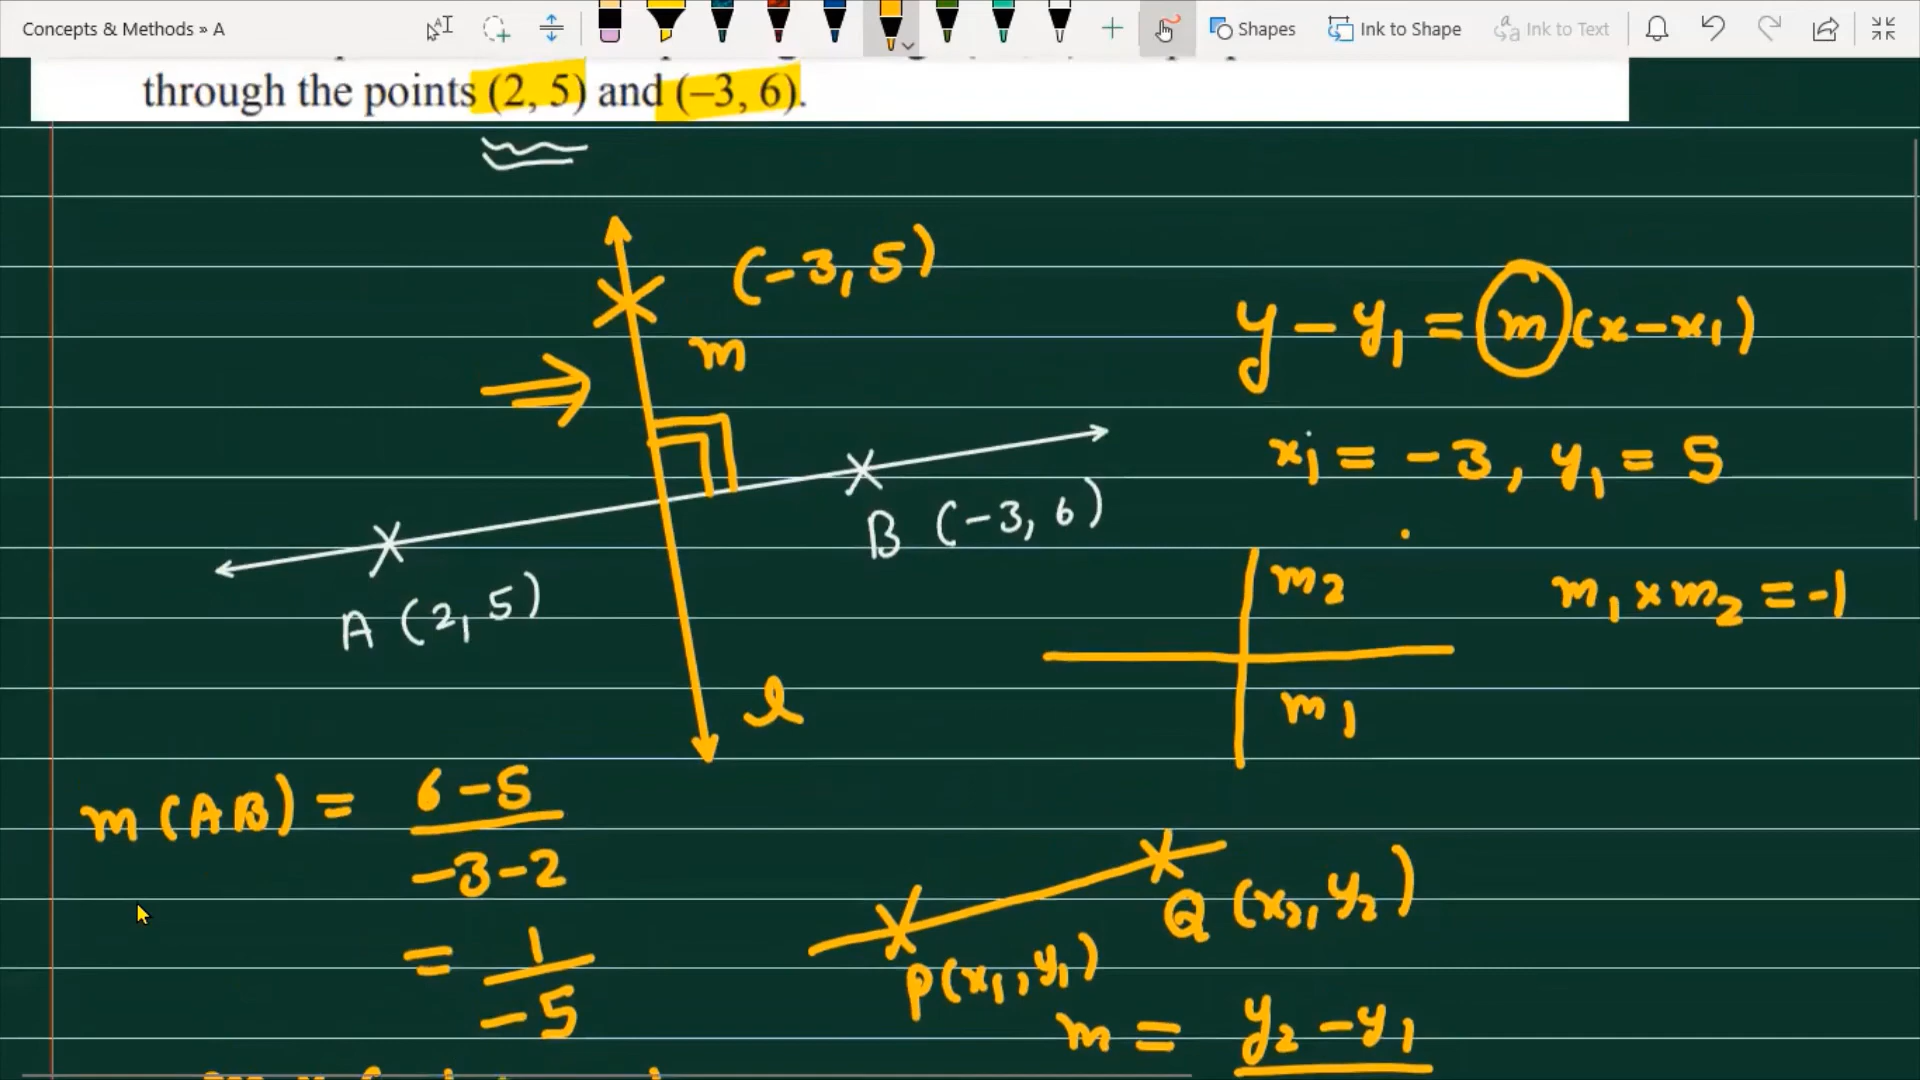 Concepts & Methods » A
Shapes
Ink to Shape
Ink to Text
through the points (2, 5) and (–3, 6).
(-3, 5)
m
y - y₁ = m (x - x₁)
x₁ = -3, y₁ = 5
B (-3, 6)
A (2, 5)
m₂
m₁ x m₂ = -1
m₁
l
m (AB) = 6 - 5
-3 - 2
= 1
-5
Q (x₂, y₂)
P(x₁, y₁)
m = y₂ - y₁